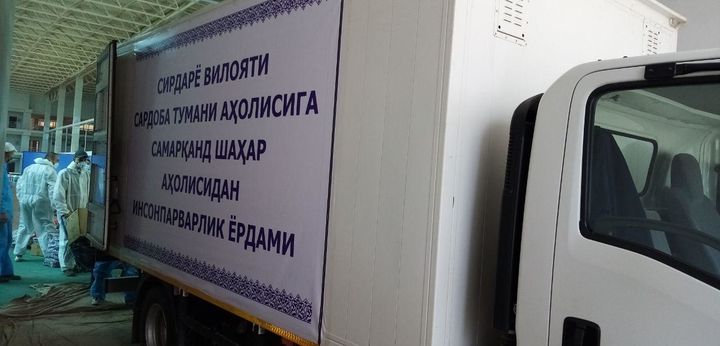 СИРДАРЁ ВИЛОЯТИ
САРДОБА ТУМАНИ АҲОЛИСИГА
САМАРҚАНД ШАҲАР
АҲОЛИСИДАН
ИНСОНПАРВАРЛИК ЁРДАМИ